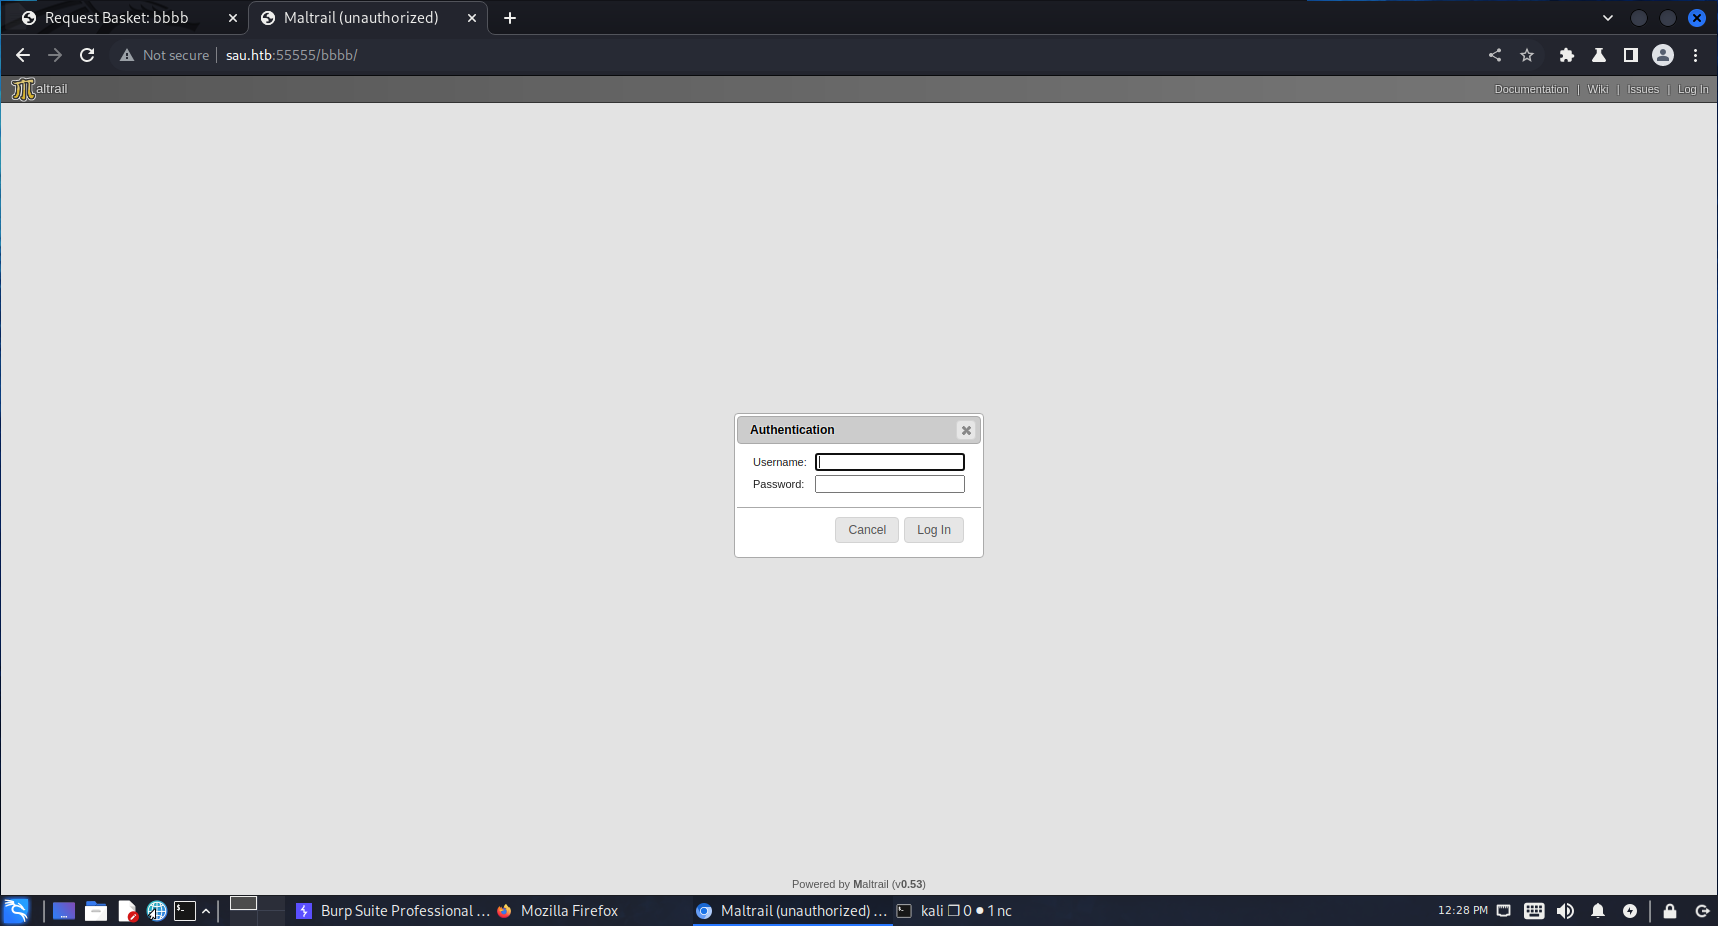 Request Basket: bbbb
Maltrail (unauthorized)
Not secure
sau.htb:55555/bbbb/
altrail
Documentation | Wiki | Issues | Log In
Authentication
Username:
Password:
Cancel
Log In
Powered by Maltrail (v0.53)
Burp Suite Professional ...
Mozilla Firefox
Maltrail (unauthorized) ...
kali ❐ 0 ● 1 nc
12:28 PM